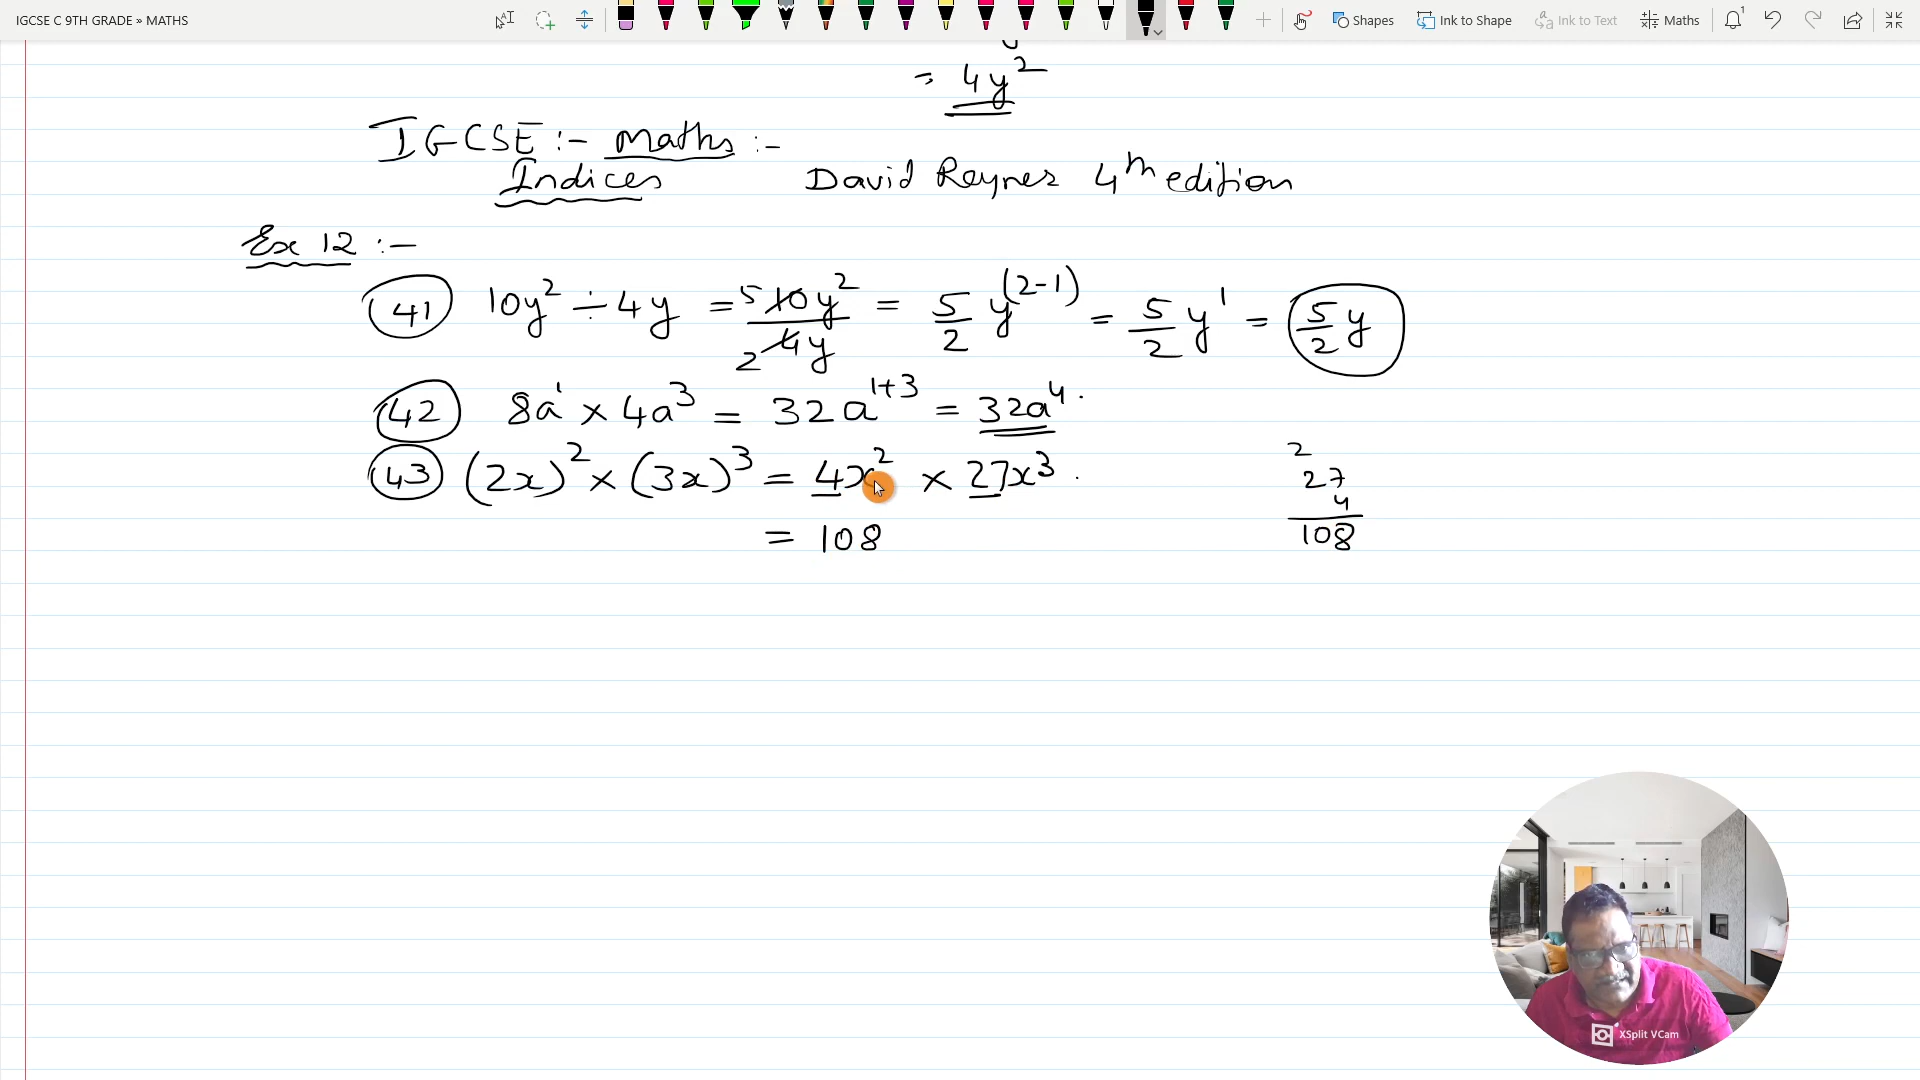 IGCSE C 9TH GRADE » MATHS
Shapes Ink to Shape Ink to Text Maths
= 4y²
IGCSE :- Maths :-
Indices David Rayner 4th edition
Ex 12 :-
41 10y² ÷ 4y = 5 10y² / 2 4y = 5/2 y^(2-1) = 5/2 y¹ = 5/2 y
42 8a¹ × 4a³ = 32a^1+3 = 32a⁴.
43 (2x)² × (3x)³ = 4x² × 27x³.
= 108
2
27
4
108
XSplit VCam